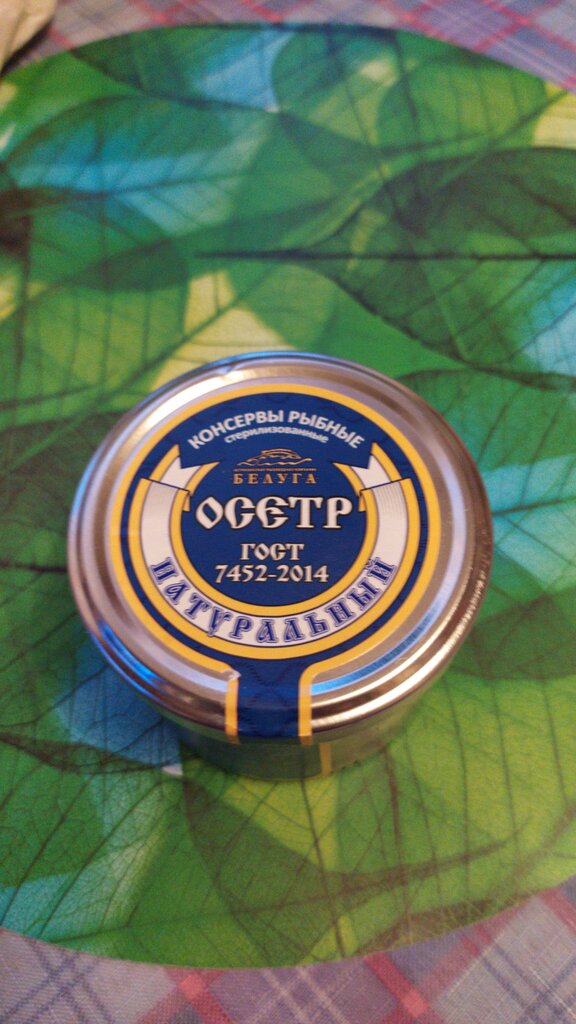 КОНСЕРВЫ РЫБНЫЕ
стерилизованные
БЕЛУГА
ОСЕТР
ГОСТ
7452-2014
НАТУРАЛЬНЫЙ